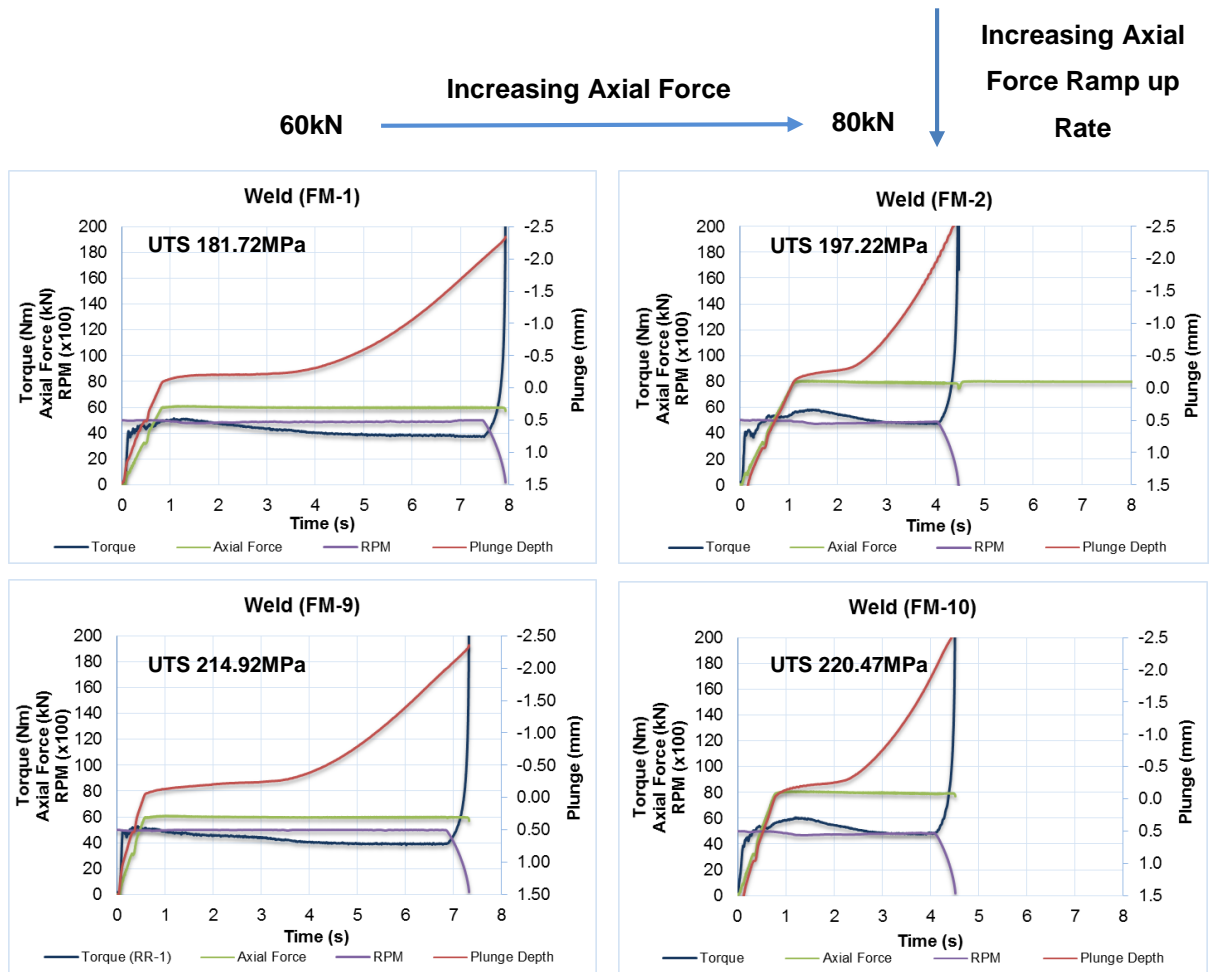 Increasing Axial
Force Ramp up
Rate
Increasing Axial Force
60kN
80kN
Weld (FM-1)
UTS 181.72MPa
200
180
160
140
120
100
80
60
40
20
0
Torque (Nm)
Axial Force (kN)
RPM (x100)
-2.5
-2.0
-1.5
-1.0
-0.5
0.0
0.5
1.0
1.5
Plunge (mm)
0 1 2 3 4 5 6 7 8
Time (s)
Torque Axial Force RPM Plunge Depth
Weld (FM-2)
UTS 197.22MPa
200
180
160
140
120
100
80
60
40
20
0
Torque (Nm)
Axial Force (kN)
RPM (x100)
-2.5
-2.0
-1.5
-1.0
-0.5
0.0
0.5
1.0
1.5
Plunge (mm)
0 1 2 3 4 5 6 7 8
Time (s)
Torque Axial Force RPM Plunge Depth
Weld (FM-9)
UTS 214.92MPa
200
180
160
140
120
100
80
60
40
20
0
Torque (Nm)
Axial Force (kN)
RPM (x100)
-2.50
-2.00
-1.50
-1.00
-0.50
0.00
0.50
1.00
1.50
Plunge (mm)
0 1 2 3 4 5 6 7 8
Time (s)
Torque (RR-1) Axial Force RPM Plunge Depth
Weld (FM-10)
UTS 220.47MPa
200
180
160
140
120
100
80
60
40
20
0
Torque (Nm)
Axial Force (kN)
RPM (x100)
-2.5
-2.0
-1.5
-1.0
-0.5
0.0
0.5
1.0
1.5
Plunge (mm)
0 1 2 3 4 5 6 7 8
Time (s)
Torque Axial Force RPM Plunge Depth